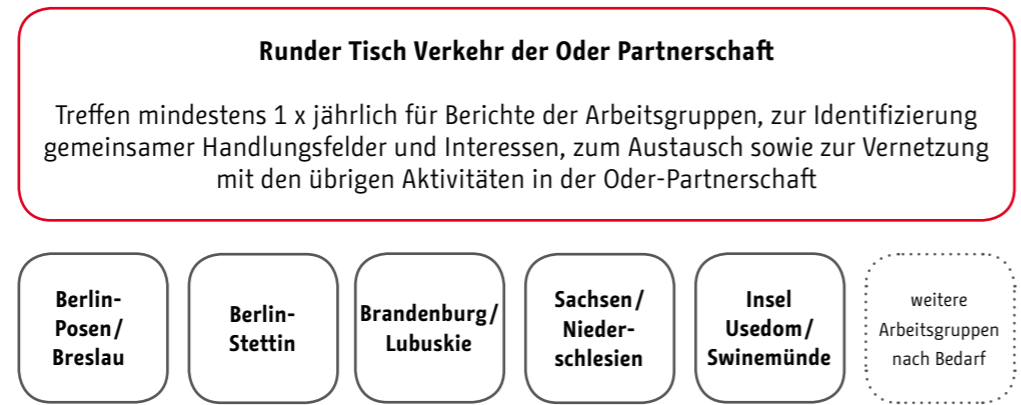 Runder Tisch Verkehr der Oder Partnerschaft
Treffen mindestens 1 x jährlich für Berichte der Arbeitsgruppen, zur Identifizierung
gemeinsamer Handlungsfelder und Interessen, zum Austausch sowie zur Vernetzung
mit den übrigen Aktivitäten in der Oder-Partnerschaft
Berlin-
Posen/
Breslau
Berlin-
Stettin
Brandenburg/
Lubuskie
Sachsen/
Nieder-
schlesien
Insel
Usedom/
Swinemünde
weitere
Arbeitsgruppen
nach Bedarf